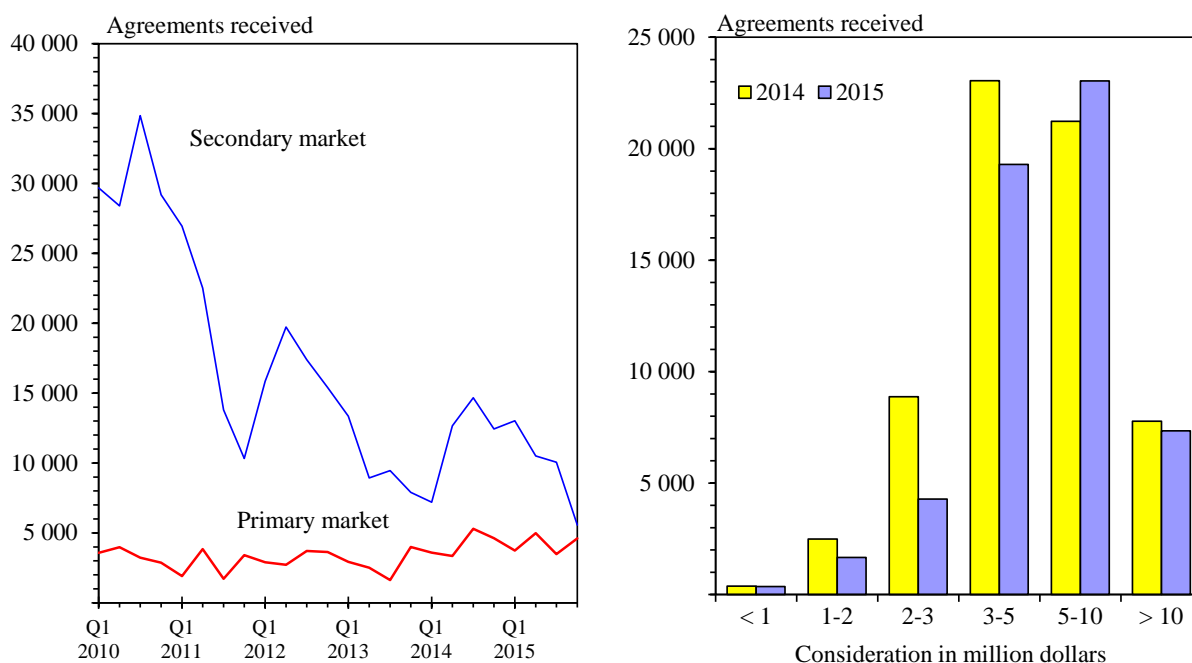 Agreements received
40 000
35 000
30 000
25 000
20 000
15 000
10 000
5 000
Secondary market
Primary market
Q1 Q1 Q1 Q1 Q1 Q1
2010 2011 2012 2013 2014 2015
Agreements received
25 000
20 000
15 000
10 000
5 000
2014 2015
< 1 1-2 2-3 3-5 5-10 > 10
Consideration in million dollars